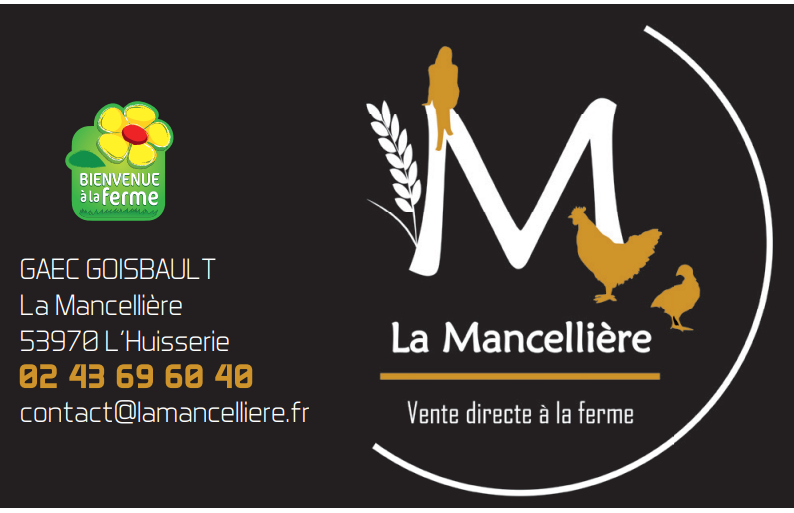 BIENVENUE
à la ferme
GAEC GOISBAULT
La Mancellière
53970 L'Huisserie
02 43 69 60 40
contact@lamancelliere.fr
M
La Mancellière
Vente directe à la ferme